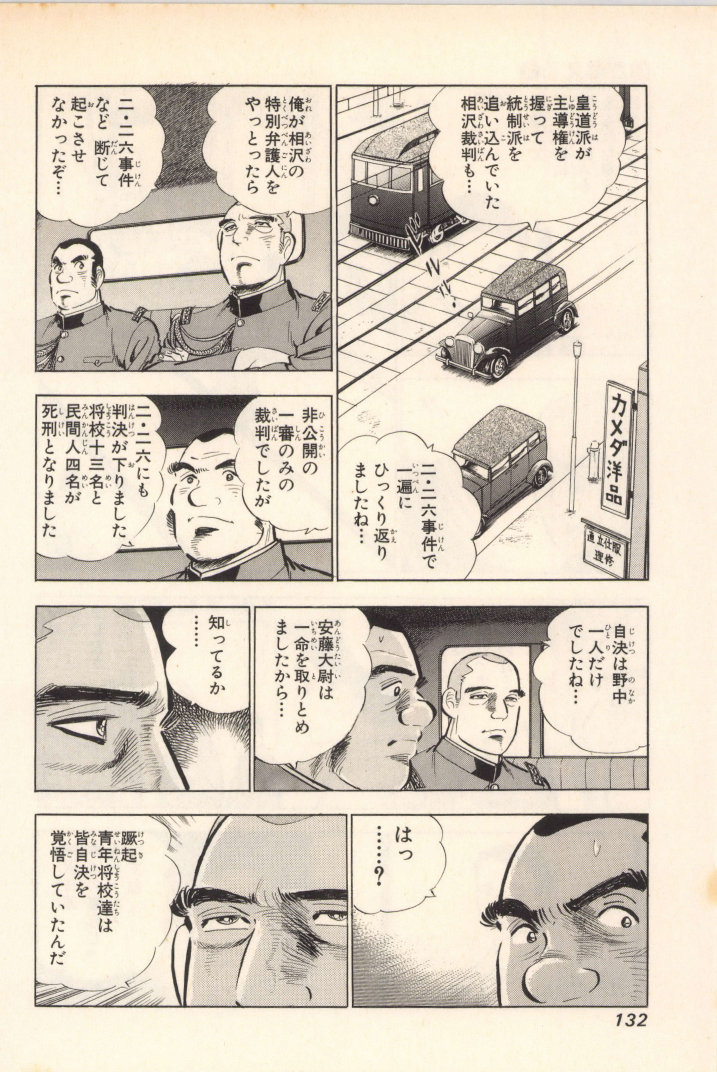 皇道派が
主導権を
握って
統制派を
追い込んでいた
相沢裁判も…
二・二六事件で
一遍に
ひっくり返り
ましたね…
カメダ洋品
俺が相沢の
特別弁護人を
やっとったら
二・二六事件
など 断じて
起こさせ
なかったぞ…
非公開の
一審のみの
裁判でしたが
二・二六にも
判決が下りました
将校十三名と
民間人四名が
死刑となりました
自決は野中
一人だけ
でしたね…
安藤大尉は
一命を取りとめ
ましたから…
知ってるか
……
はっ
……?
蹶起
青年将校達は
皆自決を
覚悟していたんだ
132